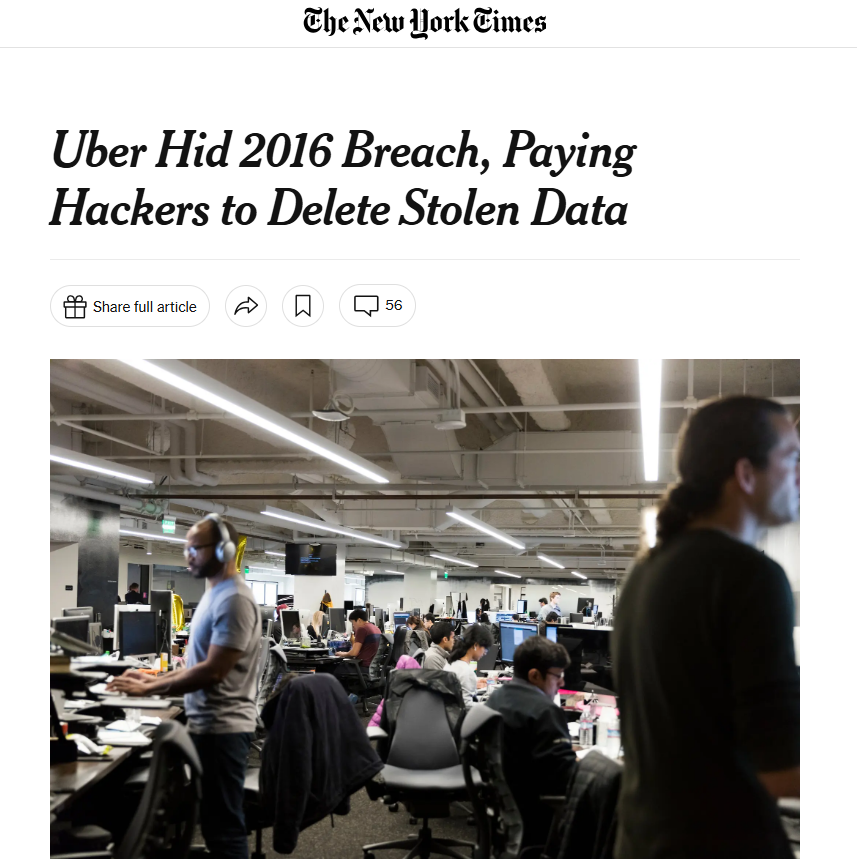 The New York Times
Uber Hid 2016 Breach, Paying
Hackers to Delete Stolen Data
Share full article
56